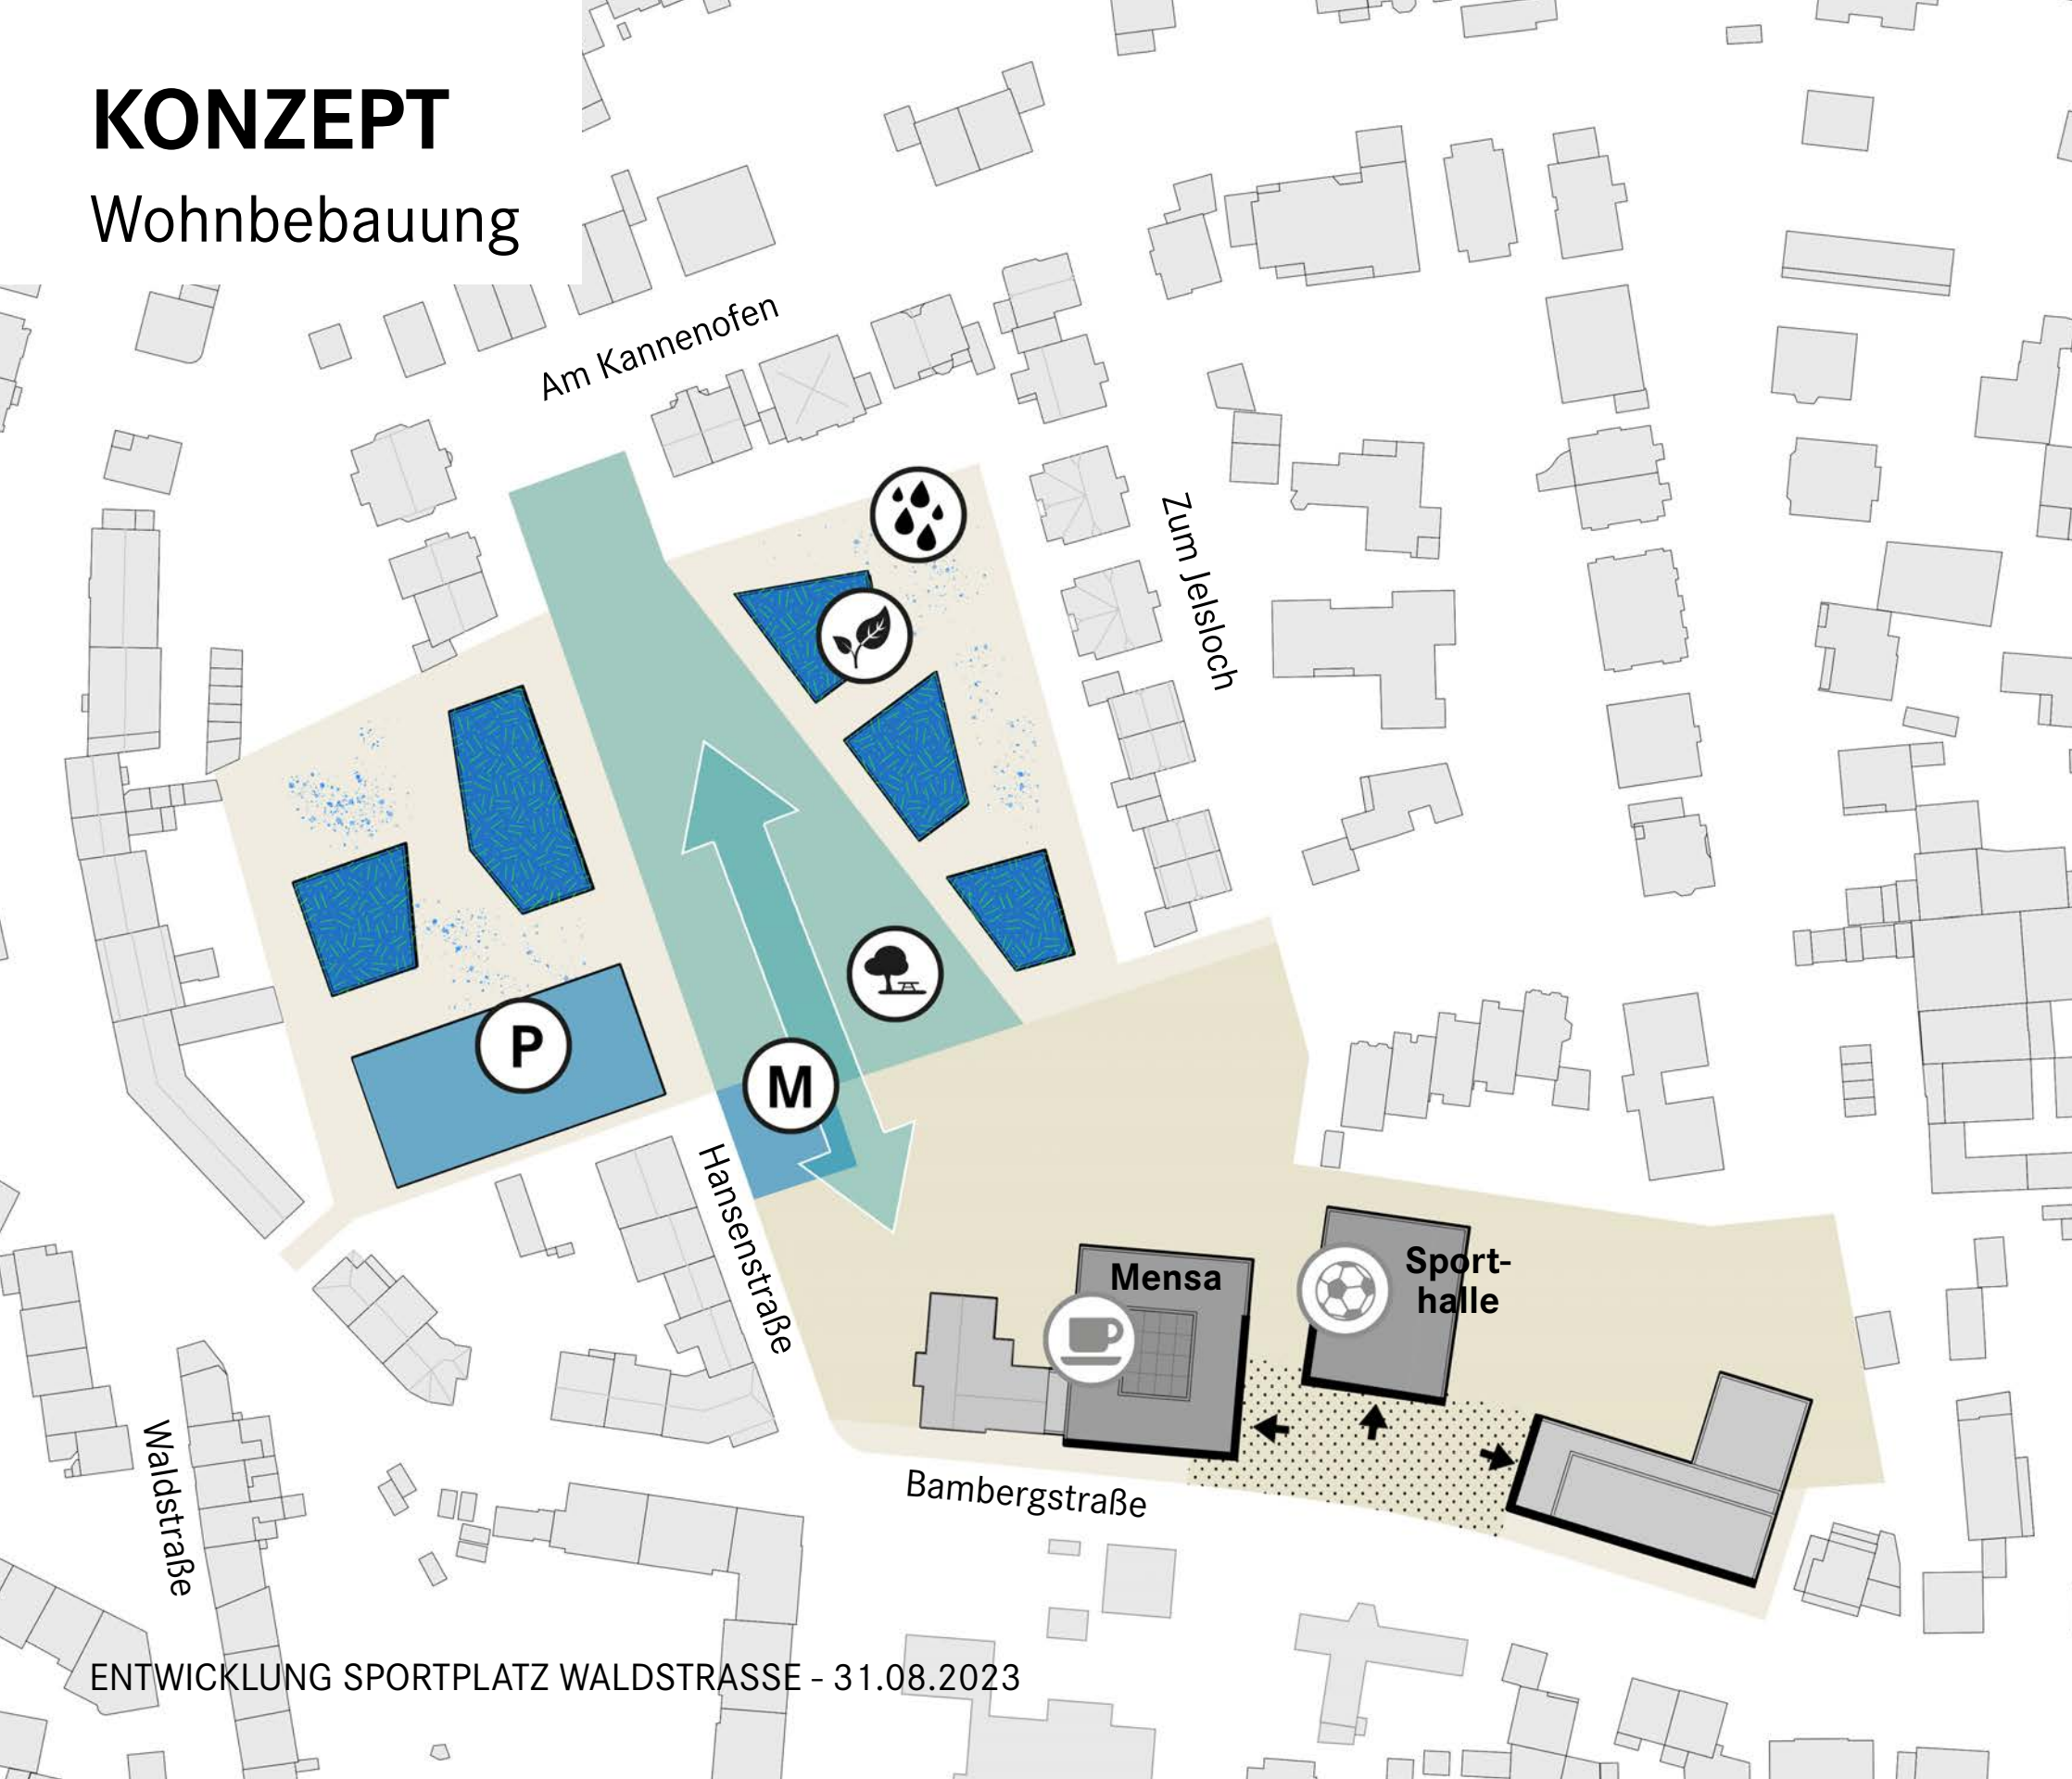 KONZEPT
Wohnbebauung
Am Kannenofen
Zum Jelsloch
P
M
Hansenstraße
Mensa
Sport-
halle
Bambergstraße
Waldstraße
ENTWICKLUNG SPORTPLATZ WALDSTRASSE - 31.08.2023